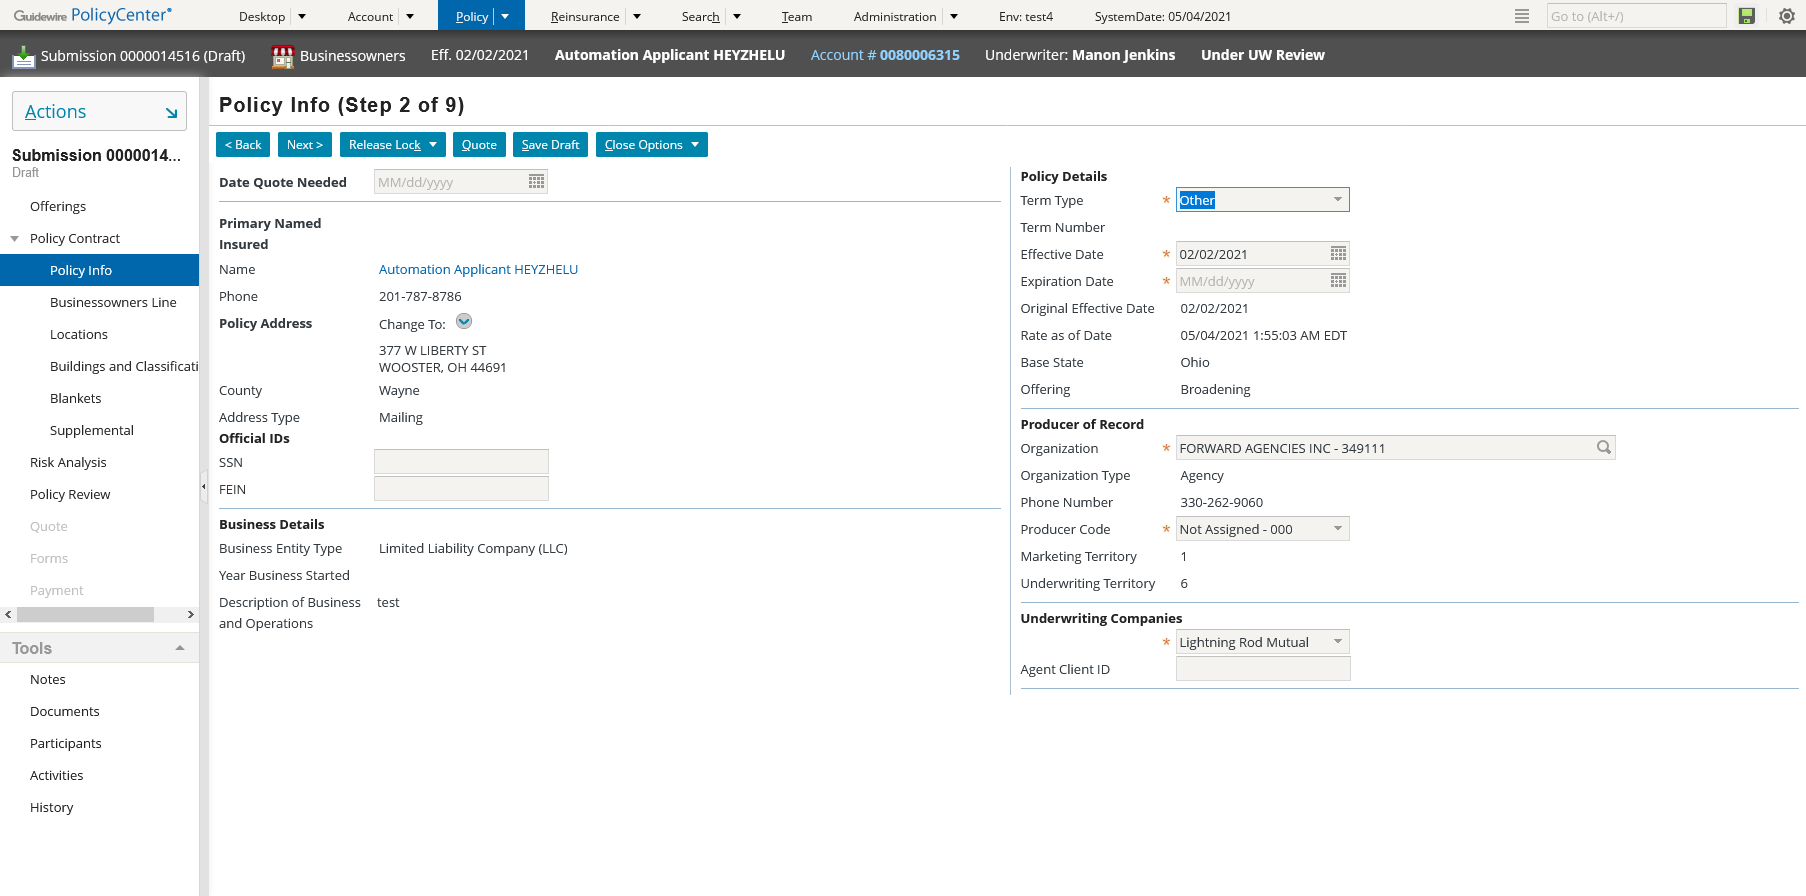 Guidewire PolicyCenter®
Desktop
Account
Policy
Reinsurance
Search
Team
Administration
Env: test4
SystemDate: 05/04/2021
Go to (Alt+/)
Submission 0000014516 (Draft)
Businessowners
Eff. 02/02/2021
Automation Applicant HEYZHELU
Account # 0080006315
Underwriter: Manon Jenkins
Under UW Review
Actions
Submission 0000014...
Draft
Offerings
Policy Contract
Policy Info
Businessowners Line
Locations
Buildings and Classificati
Blankets
Supplemental
Risk Analysis
Policy Review
Quote
Forms
Payment
Tools
Notes
Documents
Participants
Activities
History
Policy Info (Step 2 of 9)
< Back
Next >
Release Lock
Quote
Save Draft
Close Options
Date Quote Needed MM/dd/yyyy
Primary Named
Insured
Name Automation Applicant HEYZHELU
Phone 201-787-8786
Policy Address Change To:
377 W LIBERTY ST
WOOSTER, OH 44691
County Wayne
Address Type Mailing
Official IDs
SSN
FEIN
Business Details
Business Entity Type Limited Liability Company (LLC)
Year Business Started
Description of Business test
and Operations
Policy Details
Term Type * Other
Term Number
Effective Date * 02/02/2021
Expiration Date * MM/dd/yyyy
Original Effective Date 02/02/2021
Rate as of Date 05/04/2021 1:55:03 AM EDT
Base State Ohio
Offering Broadening
Producer of Record
Organization * FORWARD AGENCIES INC - 349111
Organization Type Agency
Phone Number 330-262-9060
Producer Code * Not Assigned - 000
Marketing Territory 1
Underwriting Territory 6
Underwriting Companies
* Lightning Rod Mutual
Agent Client ID